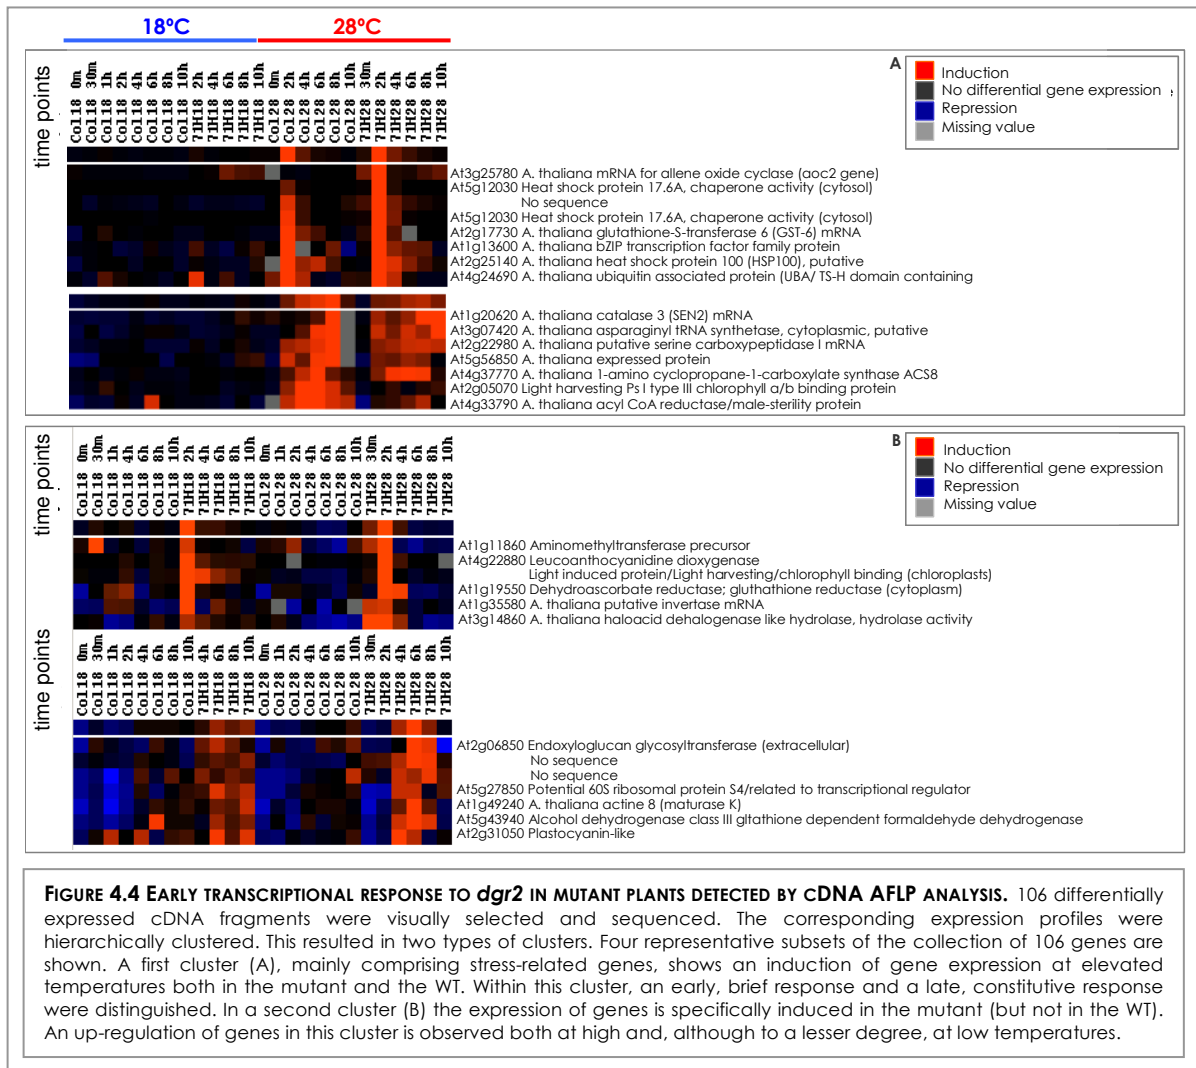 18°C 28°C
time points
Col18 0m
Col18 30m
Col18 1h
Col18 2h
Col18 4h
Col18 6h
Col18 8h
Col18 10h
71H18 2h
71H18 4h
71H18 6h
71H18 8h
71H18 10h
Col28 0m
Col28 2h
Col28 4h
Col28 6h
Col28 8h
Col28 10h
71H28 30m
71H28 2h
71H28 4h
71H28 6h
71H28 8h
71H28 10h
A
Induction
No differential gene expression
Repression
Missing value
At3g25780 A. thaliana mRNA for allene oxide cyclase (aoc2 gene)
At5g12030 Heat shock protein 17.6A, chaperone activity (cytosol)
No sequence
At5g12030 Heat shock protein 17.6A, chaperone activity (cytosol)
At2g17730 A. thaliana glutathione-S-transferase 6 (GST-6) mRNA
At1g13600 A. thaliana bZIP transcription factor family protein
At2g25140 A. thaliana heat shock protein 100 (HSP100), putative
At4g24690 A. thaliana ubiquitin associated protein (UBA/ TS-H domain containing
At1g20620 A. thaliana catalase 3 (SEN2) mRNA
At3g07420 A. thaliana asparaginyl tRNA synthetase, cytoplasmic, putative
At2g22980 A. thaliana putative serine carboxypeptidase I mRNA
At5g56850 A. thaliana expressed protein
At4g37770 A. thaliana 1-amino cyclopropane-1-carboxylate synthase ACS8
At2g05070 Light harvesting Ps I type III chlorophyll a/b binding protein
At4g33790 A. thaliana acyl CoA reductase/male-sterility protein
time points
Col18 0m
Col18 30m
Col18 1h
Col18 2h
Col18 4h
Col18 6h
Col18 8h
Col18 10h
71H18 2h
71H18 4h
71H18 6h
71H18 8h
71H18 10h
Col28 0m
Col28 1h
Col28 2h
Col28 4h
Col28 6h
Col28 8h
Col28 10h
71H28 30m
71H28 2h
71H28 4h
71H28 6h
71H28 8h
71H28 10h
B
Induction
No differential gene expression
Repression
Missing value
At1g11860 Aminomethyltransferase precursor
At4g22880 Leucoanthocyanidine dioxygenase
Light induced protein/Light harvesting/chlorophyll binding (chloroplasts)
At1g19550 Dehydroascorbate reductase; gluthathione reductase (cytoplasm)
At1g35580 A. thaliana putative invertase mRNA
At3g14860 A. thaliana haloacid dehalogenase like hydrolase, hydrolase activity
time points
Col18 0m
Col18 30m
Col18 1h
Col18 2h
Col18 4h
Col18 6h
Col18 8h
Col18 10h
71H18 4h
71H18 6h
71H18 8h
71H18 10h
Col28 0m
Col28 1h
Col28 2h
Col28 4h
Col28 6h
Col28 8h
Col28 10h
71H28 30m
71H28 2h
71H28 4h
71H28 6h
71H28 8h
71H28 10h
At2g06850 Endoxyloglucan glycosyltransferase (extracellular)
No sequence
No sequence
At5g27850 Potential 60S ribosomal protein S4/related to transcriptional regulator
At1g49240 A. thaliana actine 8 (maturase K)
At5g43940 Alcohol dehydrogenase class III gltathione dependent formaldehyde dehydrogenase
At2g31050 Plastocyanin-like
FIGURE 4.4 EARLY TRANSCRIPTIONAL RESPONSE TO dgr2 IN MUTANT PLANTS DETECTED BY CDNA AFLP ANALYSIS. 106 differentially
expressed cDNA fragments were visually selected and sequenced. The corresponding expression profiles were
hierarchically clustered. This resulted in two types of clusters. Four representative subsets of the collection of 106 genes are
shown. A first cluster (A), mainly comprising stress-related genes, shows an induction of gene expression at elevated
temperatures both in the mutant and the WT. Within this cluster, an early, brief response and a late, constitutive response
were distinguished. In a second cluster (B) the expression of genes is specifically induced in the mutant (but not in the WT).
An up-regulation of genes in this cluster is observed both at high and, although to a lesser degree, at low temperatures.